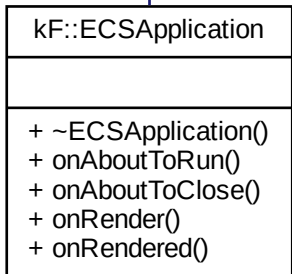 kF::ECSApplication
+ ~ECSApplication()
+ onAboutToRun()
+ onAboutToClose()
+ onRender()
+ onRendered()